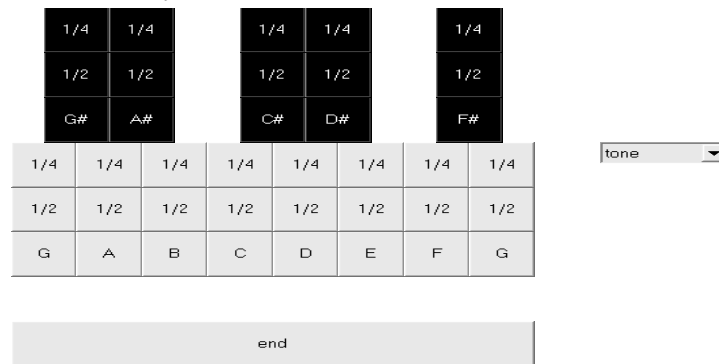 1/4 1/4 1/4 1/4 1/4
1/2 1/2 1/2 1/2 1/2
G# A# C# D# F#
1/4 1/4 1/4 1/4 1/4 1/4 1/4 1/4
tone
1/2 1/2 1/2 1/2 1/2 1/2 1/2 1/2
G A B C D E F G
end